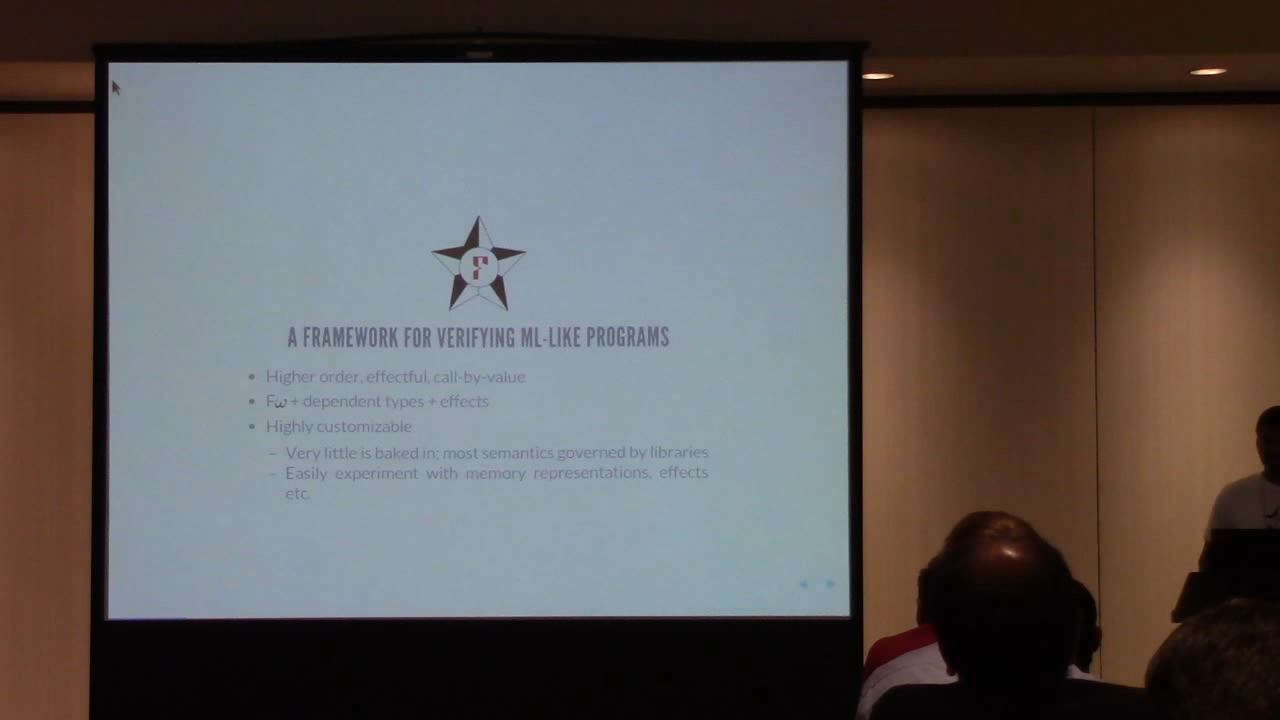 F
A FRAMEWORK FOR VERIFYING ML-LIKE PROGRAMS
• Higher order, effectful, call-by-value
• Fω + dependent types + effects
• Highly customizable
– Very little is baked in; most semantics governed by libraries
– Easily experiment with memory representations, effects
etc.